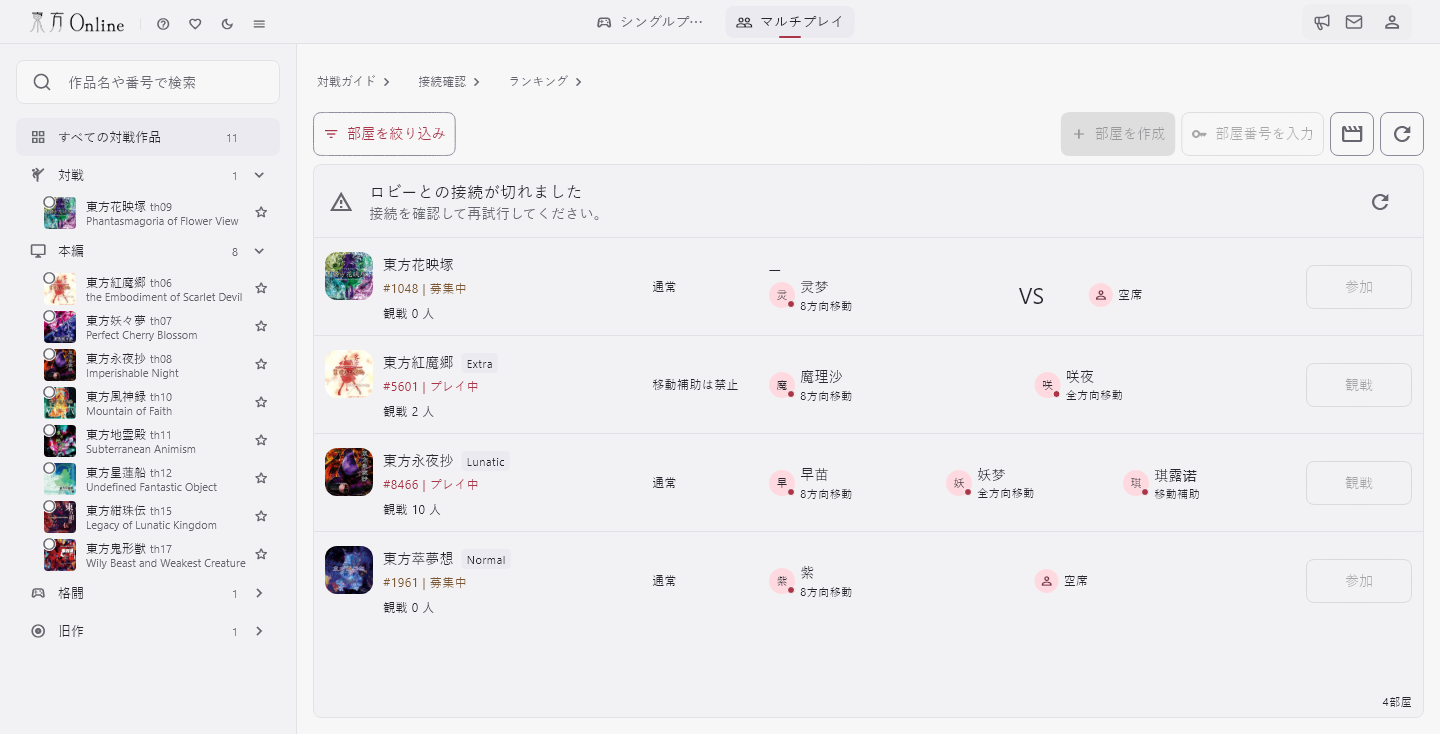 東方 Online
シングルプ…
マルチプレイ
作品名や番号で検索
すべての対戦作品 11
対戦 1
東方花映塚 th09
Phantasmagoria of Flower View
本編 8
東方紅魔郷 th06
the Embodiment of Scarlet Devil
東方妖々夢 th07
Perfect Cherry Blossom
東方永夜抄 th08
Imperishable Night
東方風神録 th10
Mountain of Faith
東方地霊殿 th11
Subterranean Animism
東方星蓮船 th12
Undefined Fantastic Object
東方紺珠伝 th15
Legacy of Lunatic Kingdom
東方鬼形獣 th17
Wily Beast and Weakest Creature
格闘 1
旧作 1
対戦ガイド
接続確認
ランキング
部屋を絞り込み
部屋を作成
部屋番号を入力
ロビーとの接続が切れました
接続を確認して再試行してください。
東方花映塚
#1048 | 募集中
観戦 0 人
通常
—
灵
灵梦
8方向移動
VS
空席
参加
東方紅魔郷 Extra
#5601 | プレイ中
観戦 2 人
移動補助は禁止
魔
魔理沙
8方向移動
咲
咲夜
全方向移動
観戦
東方永夜抄 Lunatic
#8466 | プレイ中
観戦 10 人
通常
早
早苗
8方向移動
妖
妖梦
全方向移動
琪
琪露诺
移動補助
観戦
東方萃夢想 Normal
#1961 | 募集中
観戦 0 人
通常
紫
紫
8方向移動
空席
参加
4部屋